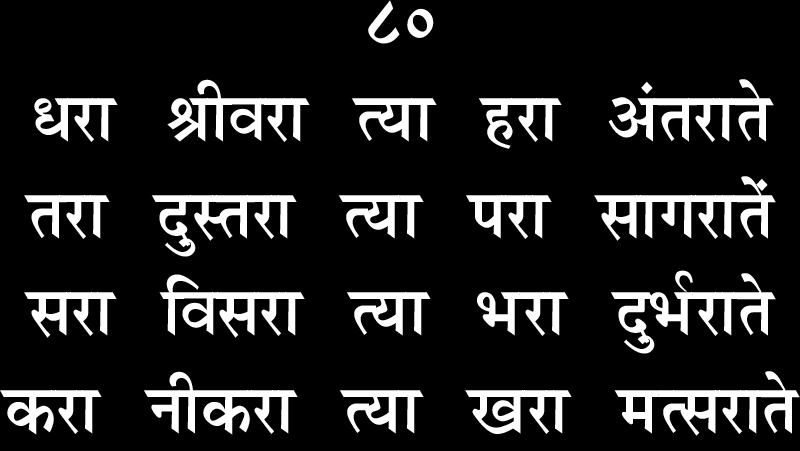 ८०
धरा श्रीवरा त्या हरा अंतराते
तरा दुस्तरा त्या परा सागरातें
सरा विसरा त्या भरा दुर्भराते
करा नीकरा त्या खरा मत्सराते